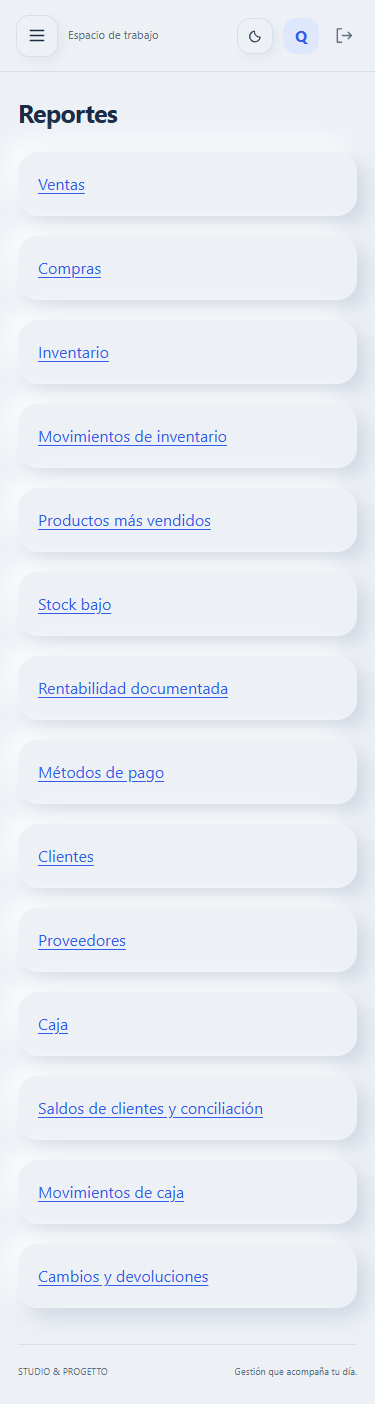 Espacio de trabajo
Q
Reportes
Ventas
Compras
Inventario
Movimientos de inventario
Productos más vendidos
Stock bajo
Rentabilidad documentada
Métodos de pago
Clientes
Proveedores
Caja
Saldos de clientes y conciliación
Movimientos de caja
Cambios y devoluciones
STUDIO & PROGETTO
Gestión que acompaña tu día.